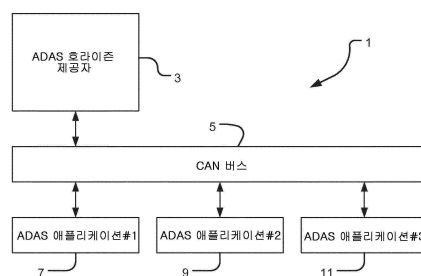 ADAS 호라이즌
제공자
1
3
5
CAN 버스
ADAS 애플리케이션#1
ADAS 애플리케이션#2
ADAS 애플리케이션#3
7
9
11